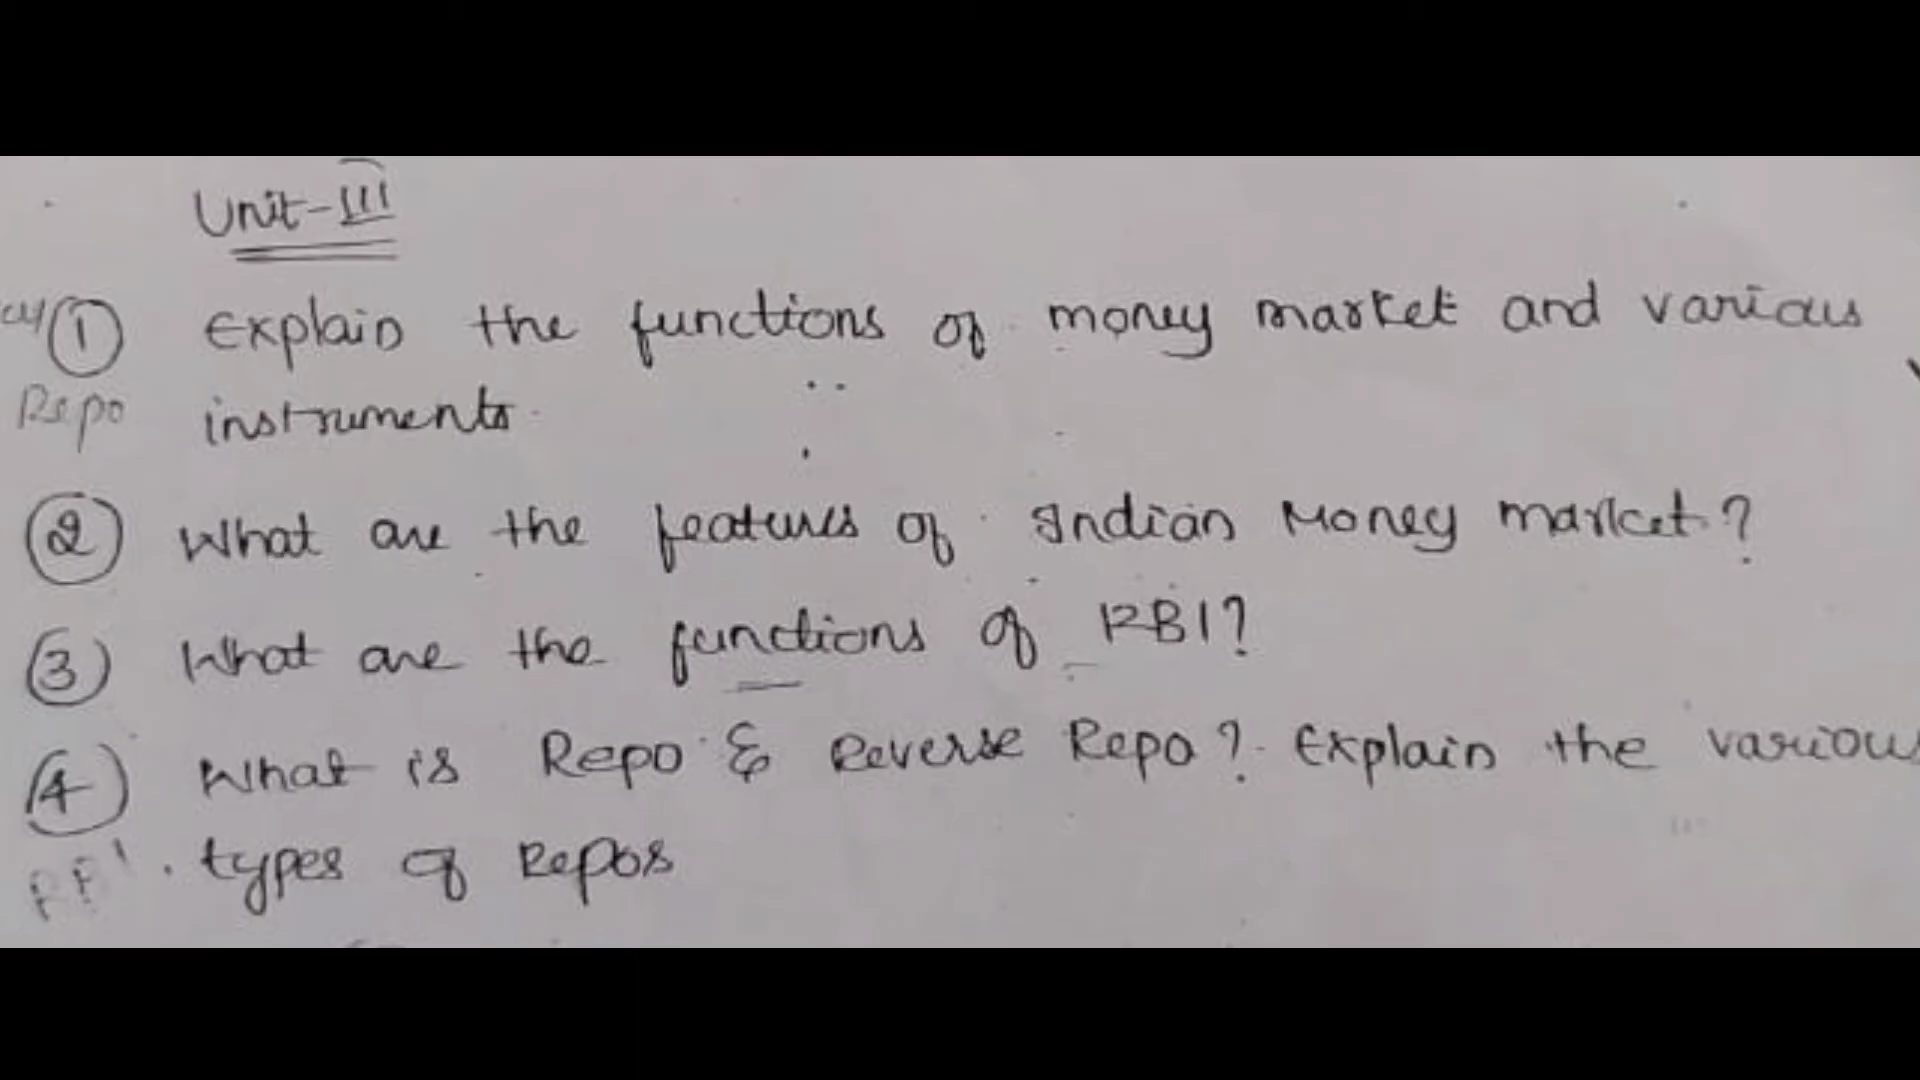 Unit-III
① Explain the functions of money market and various
Repo instruments.
② What are the features of Indian Money market?
③ What are the functions of RBI?
④ What is Repo & Reverse Repo? Explain the various
types of Repos